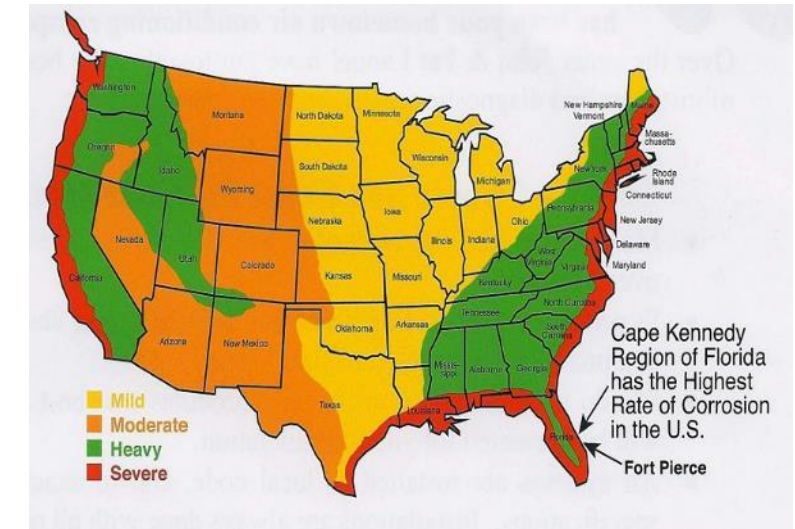 Washington
Montana
North Dakota
Minnesota
New Hampshire
Vermont
Maine
Massa-
chusetts
Oregon
Idaho
Wyoming
South Dakota
Wisconsin
Michigan
New York
Rhode
Island
Connecticut
Nebraska
Iowa
Pennsylvania
New Jersey
Nevada
Utah
Colorado
Kansas
Missouri
Illinois
Indiana
Ohio
West
Virginia
Virginia
Delaware
Maryland
California
Kentucky
Arizona
New Mexico
Oklahoma
Arkansas
Tennessee
North Carolina
South
Carolina
Missis-
sippi
Alabama
Georgia
Texas
Louisiana
Florida
Cape Kennedy
Region of Florida
has the Highest
Rate of Corrosion
in the U.S.
Fort Pierce
Mild
Moderate
Heavy
Severe